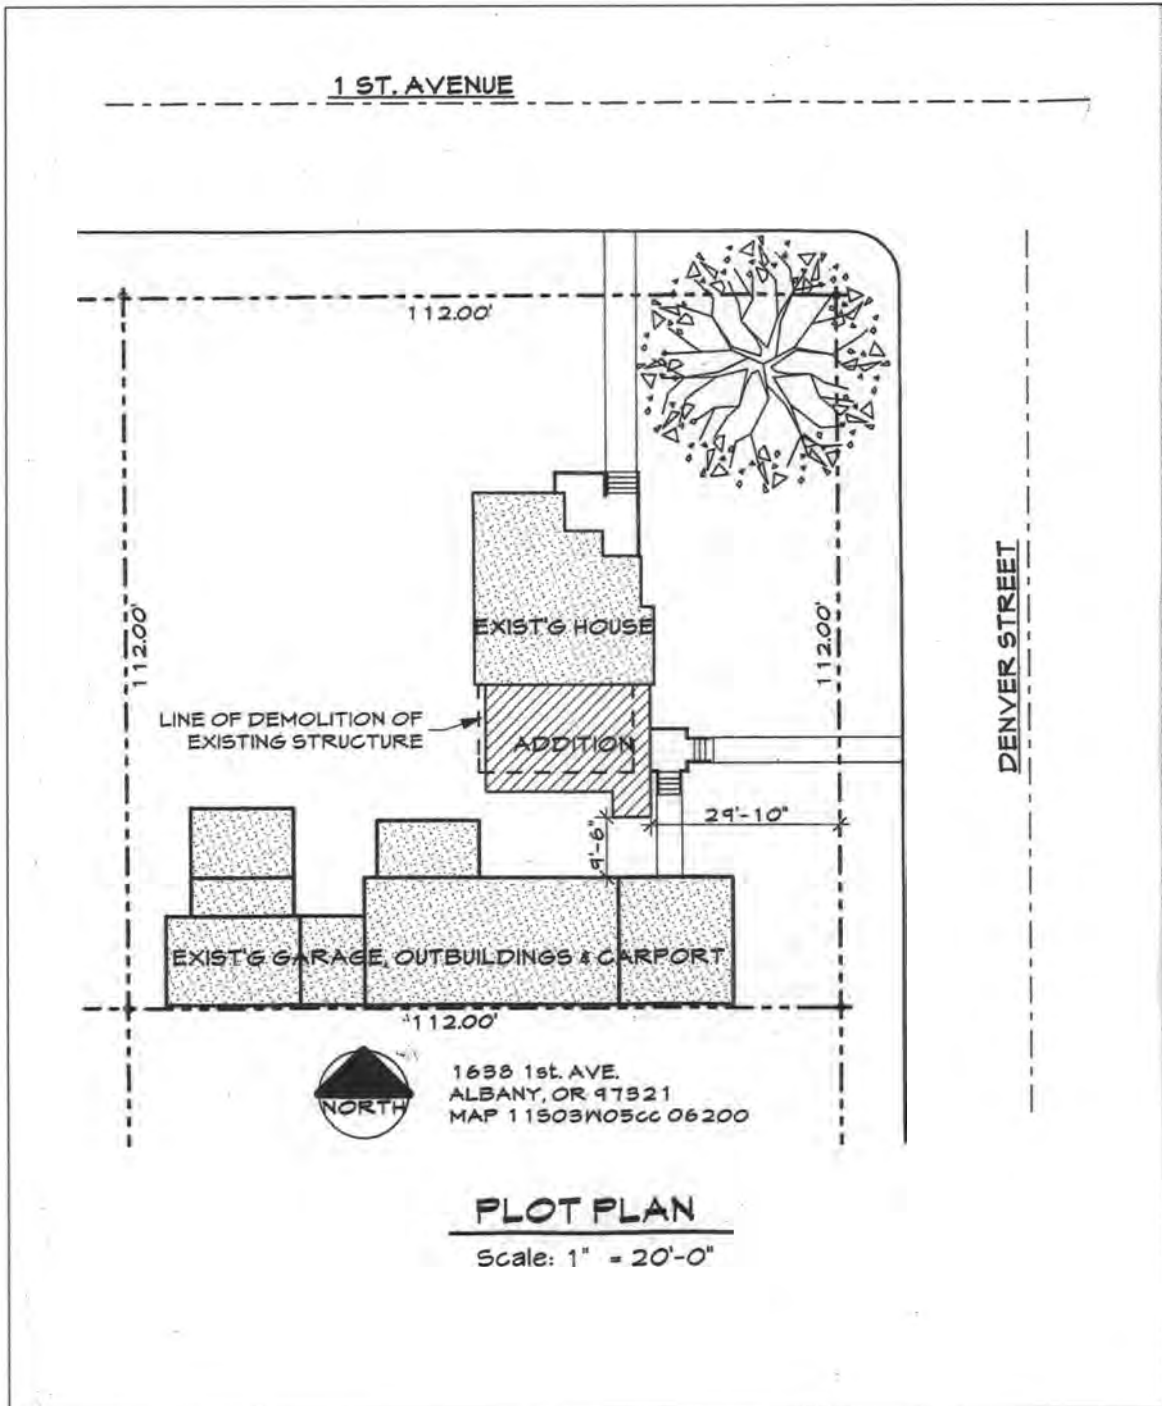 1 ST. AVENUE
112.00'
112.00'
112.00'
DENVER STREET
EXIST'G HOUSE
LINE OF DEMOLITION OF
EXISTING STRUCTURE
ADDITION
29'-10"
9'-6"
EXIST'G GARAGE, OUTBUILDINGS & CARPORT
112.00'
NORTH
1638 1st. AVE.
ALBANY, OR 97321
MAP 11S03W05cc 06200
PLOT PLAN
Scale: 1" = 20'-0"